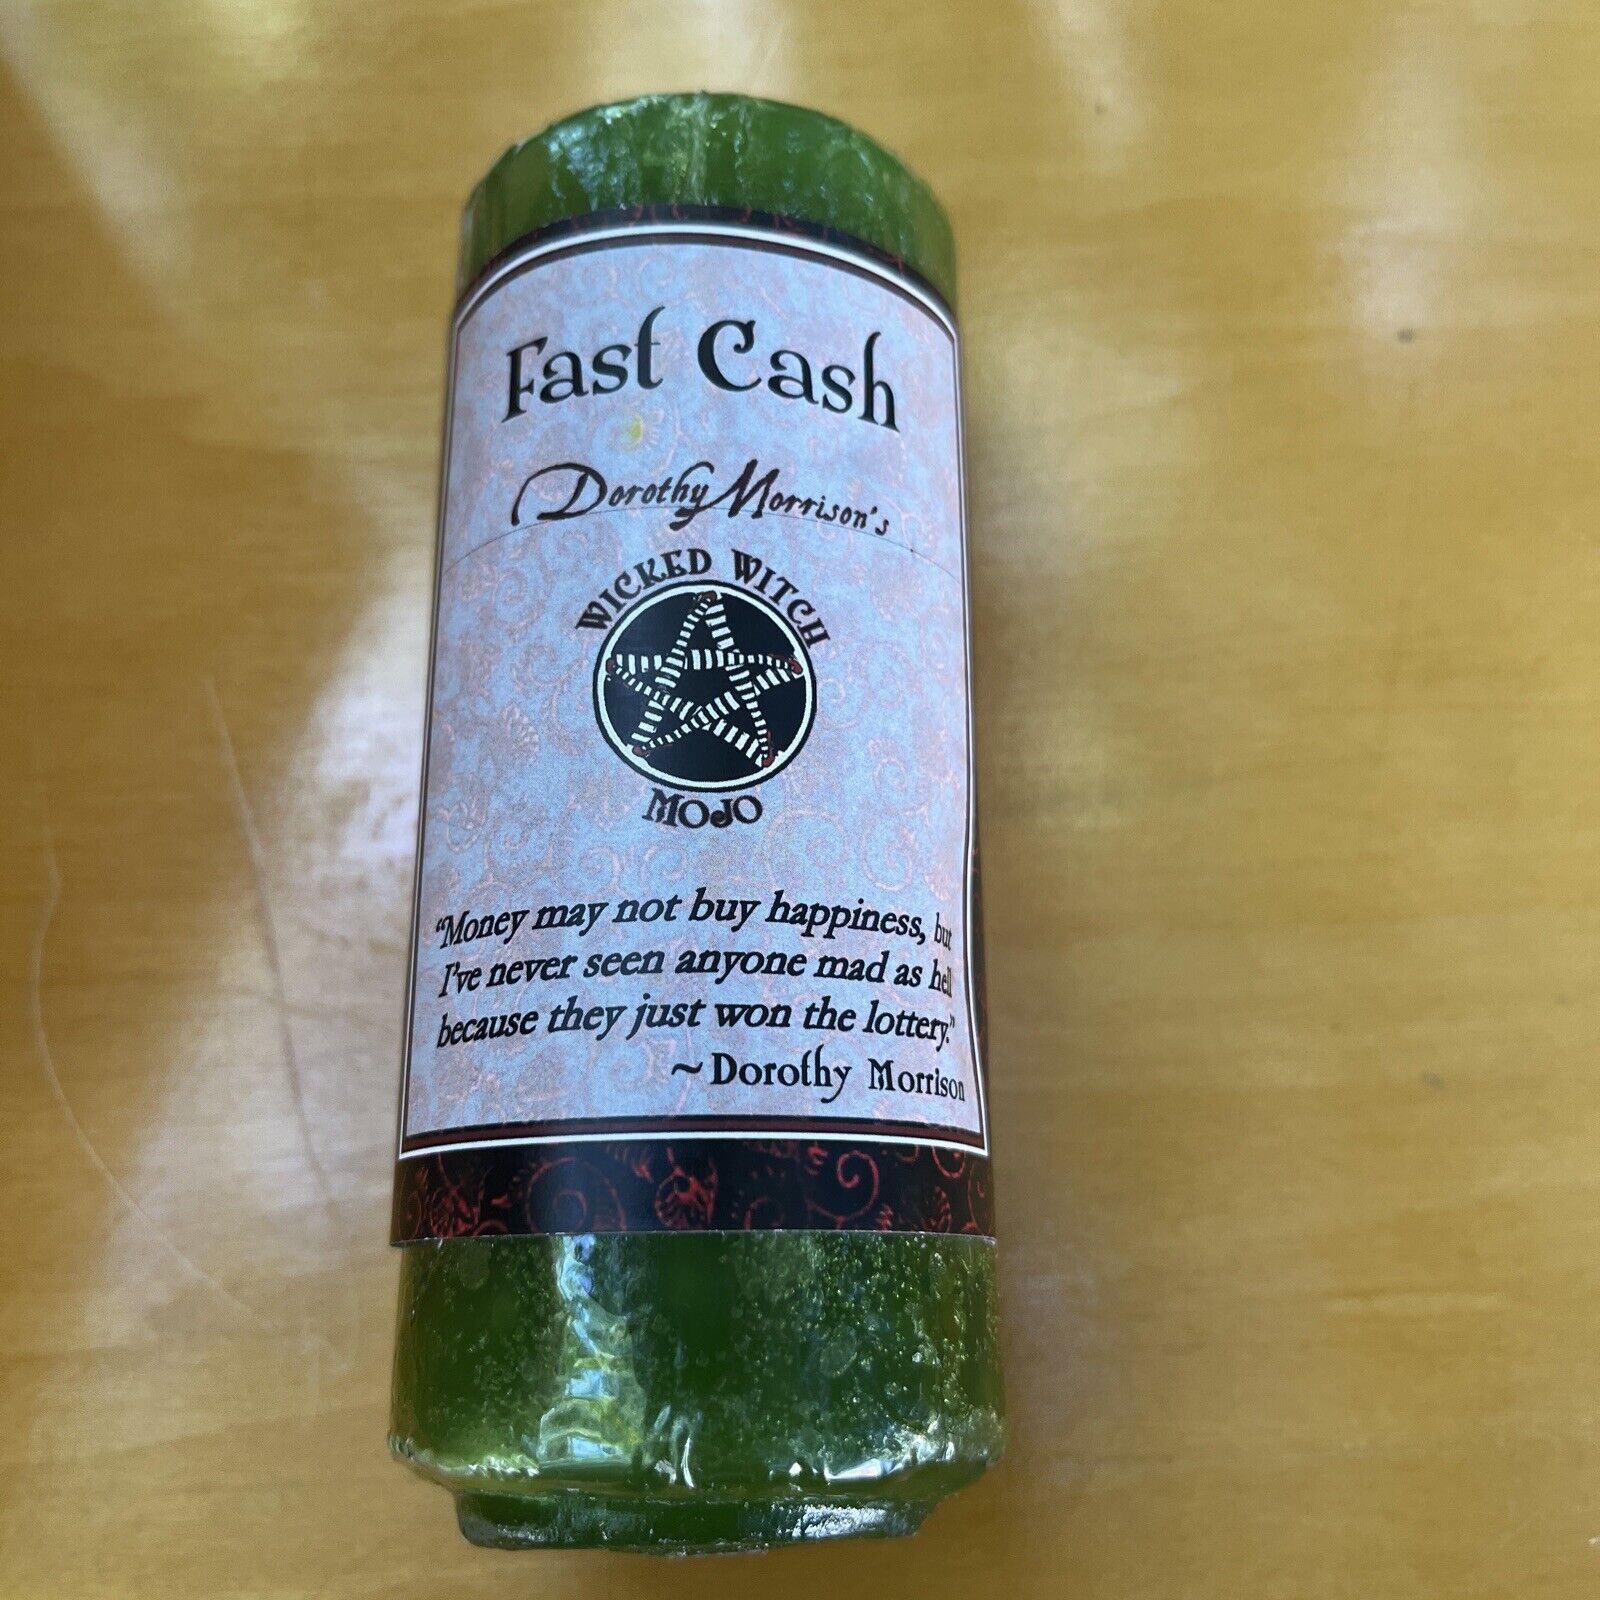 Fast Cash
Dorothy Morrison's
WICKED WITCH
MOJO
"Money may not buy happiness, but
I've never seen anyone mad as hell
because they just won the lottery."
~Dorothy Morrison